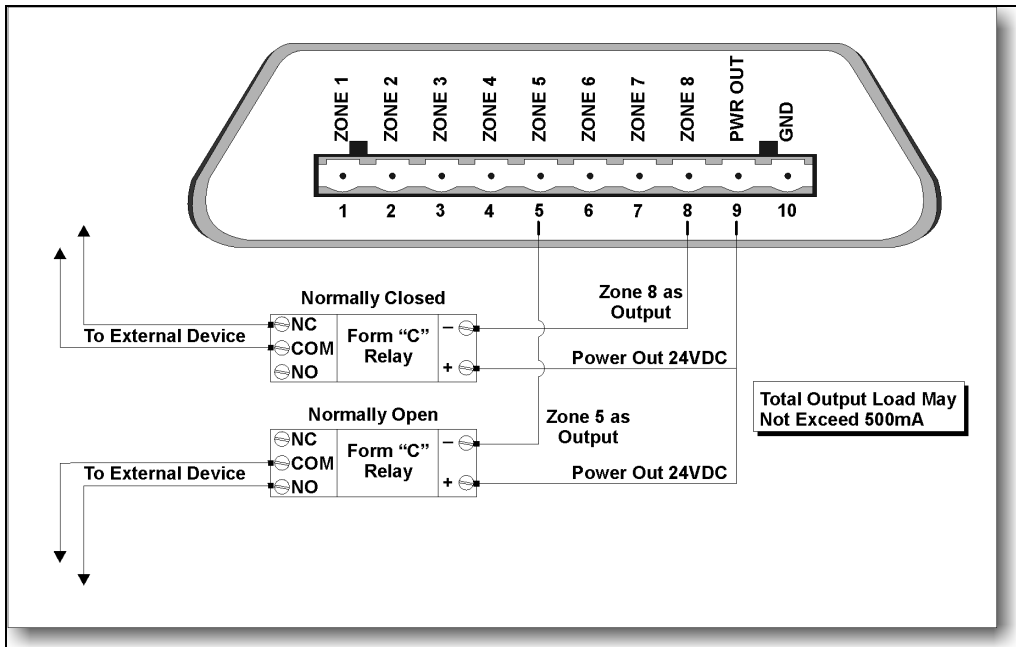 ZONE 1
ZONE 2
ZONE 3
ZONE 4
ZONE 5
ZONE 6
ZONE 7
ZONE 8
PWR OUT
GND
1 2 3 4 5 6 7 8 9 10
Normally Closed
NC
COM
NO
Form “C”
Relay
–
+
To External Device
Zone 8 as
Output
Power Out 24VDC
Total Output Load May
Not Exceed 500mA
Normally Open
NC
COM
NO
Form “C”
Relay
–
+
To External Device
Zone 5 as
Output
Power Out 24VDC